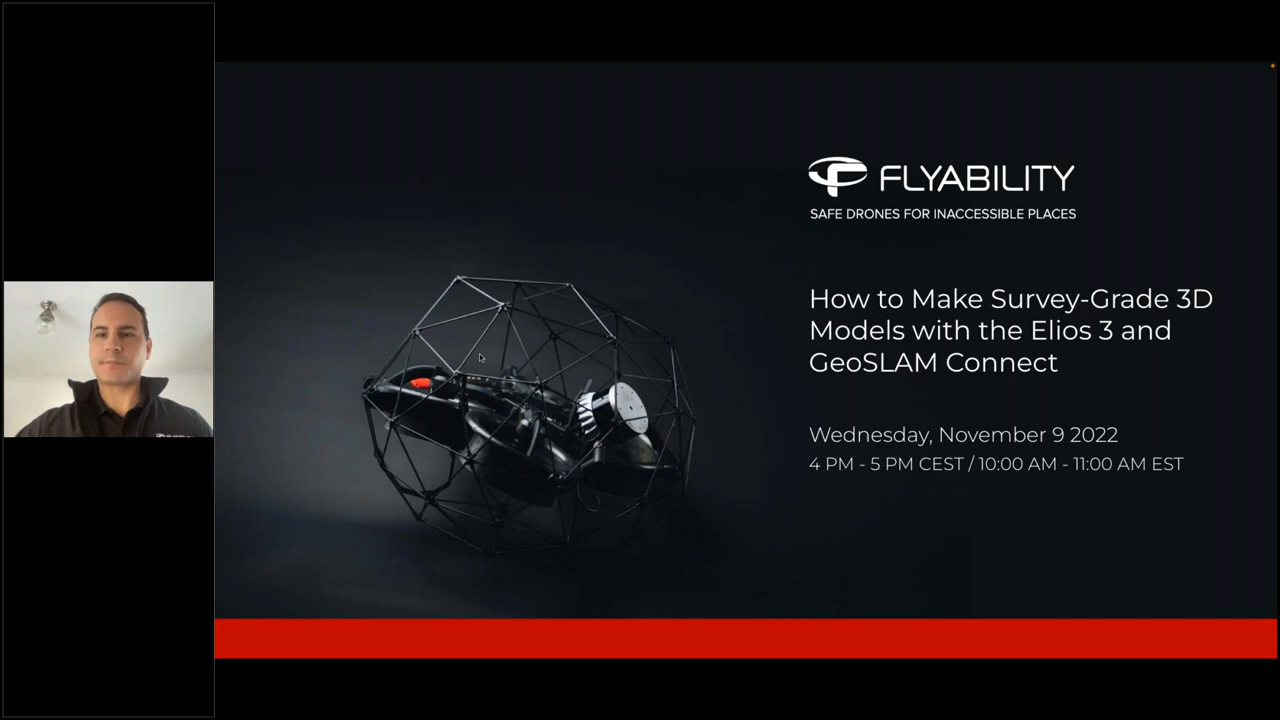 FLYABILITY
SAFE DRONES FOR INACCESSIBLE PLACES
How to Make Survey-Grade 3D
Models with the Elios 3 and
GeoSLAM Connect
Wednesday, November 9 2022
4 PM - 5 PM CEST / 10:00 AM - 11:00 AM EST